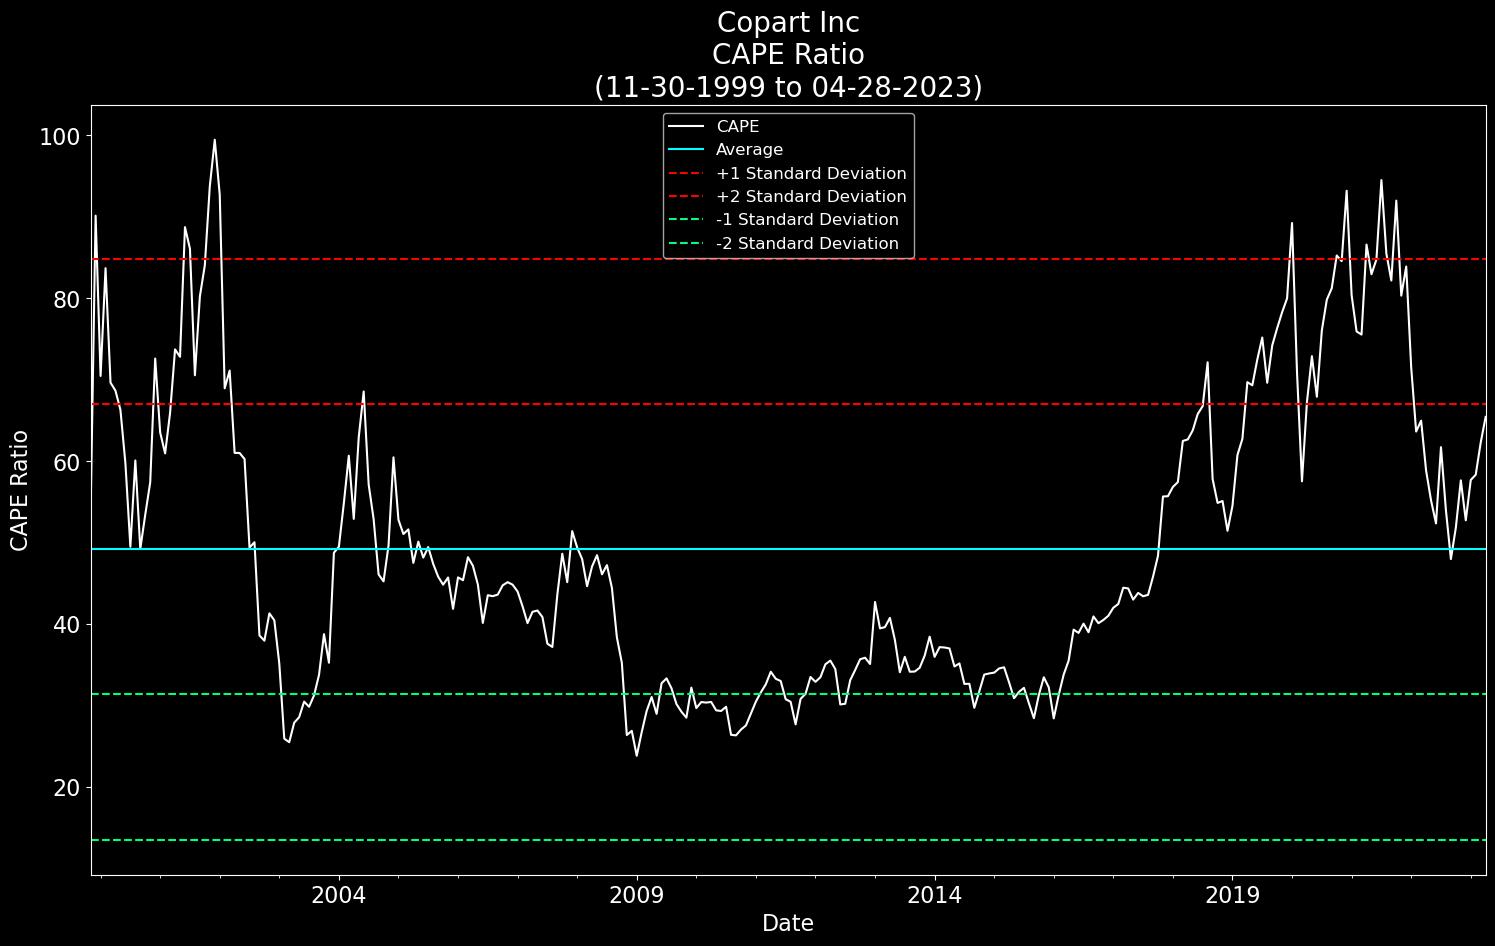 Copart Inc
CAPE Ratio
(11-30-1999 to 04-28-2023)
CAPE
Average
+1 Standard Deviation
+2 Standard Deviation
-1 Standard Deviation
-2 Standard Deviation
CAPE Ratio
100
80
60
40
20
2004
2009
2014
2019
Date